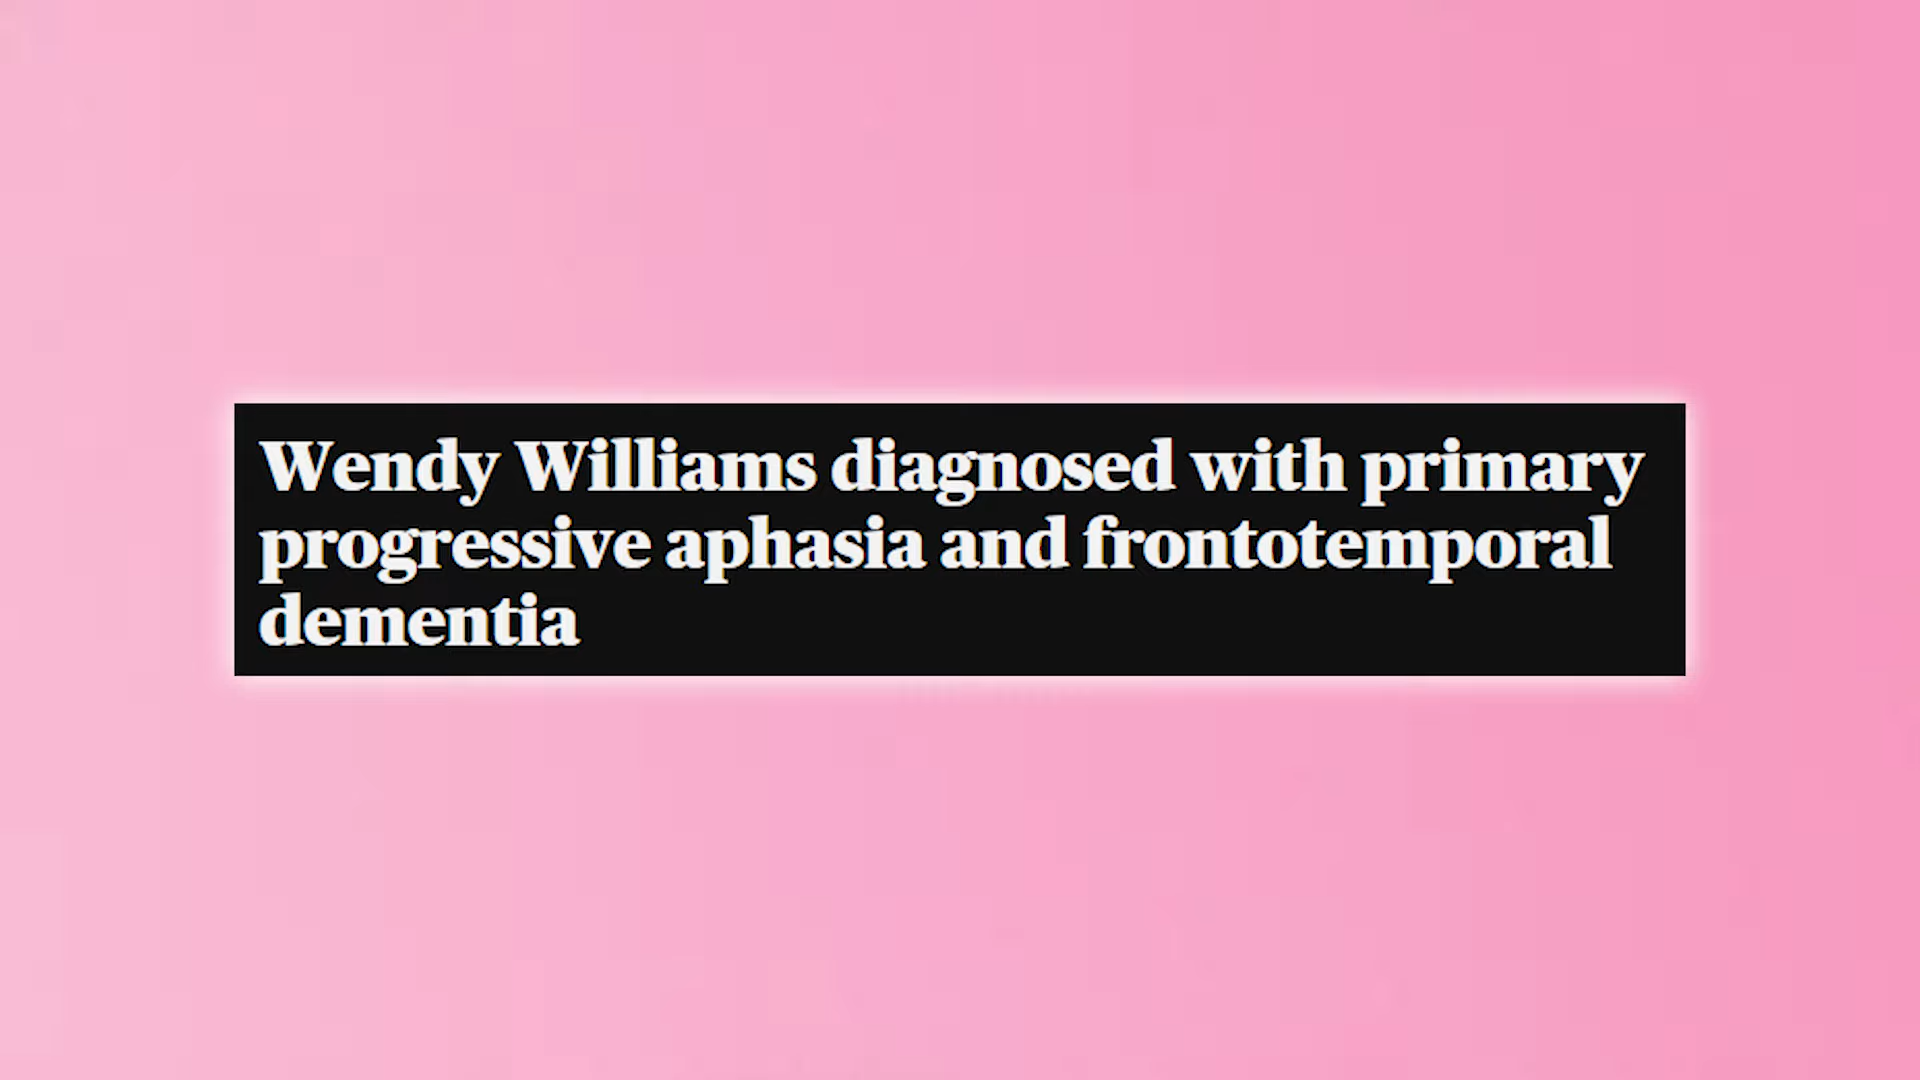 Wendy Williams diagnosed with primary
progressive aphasia and frontotemporal
dementia